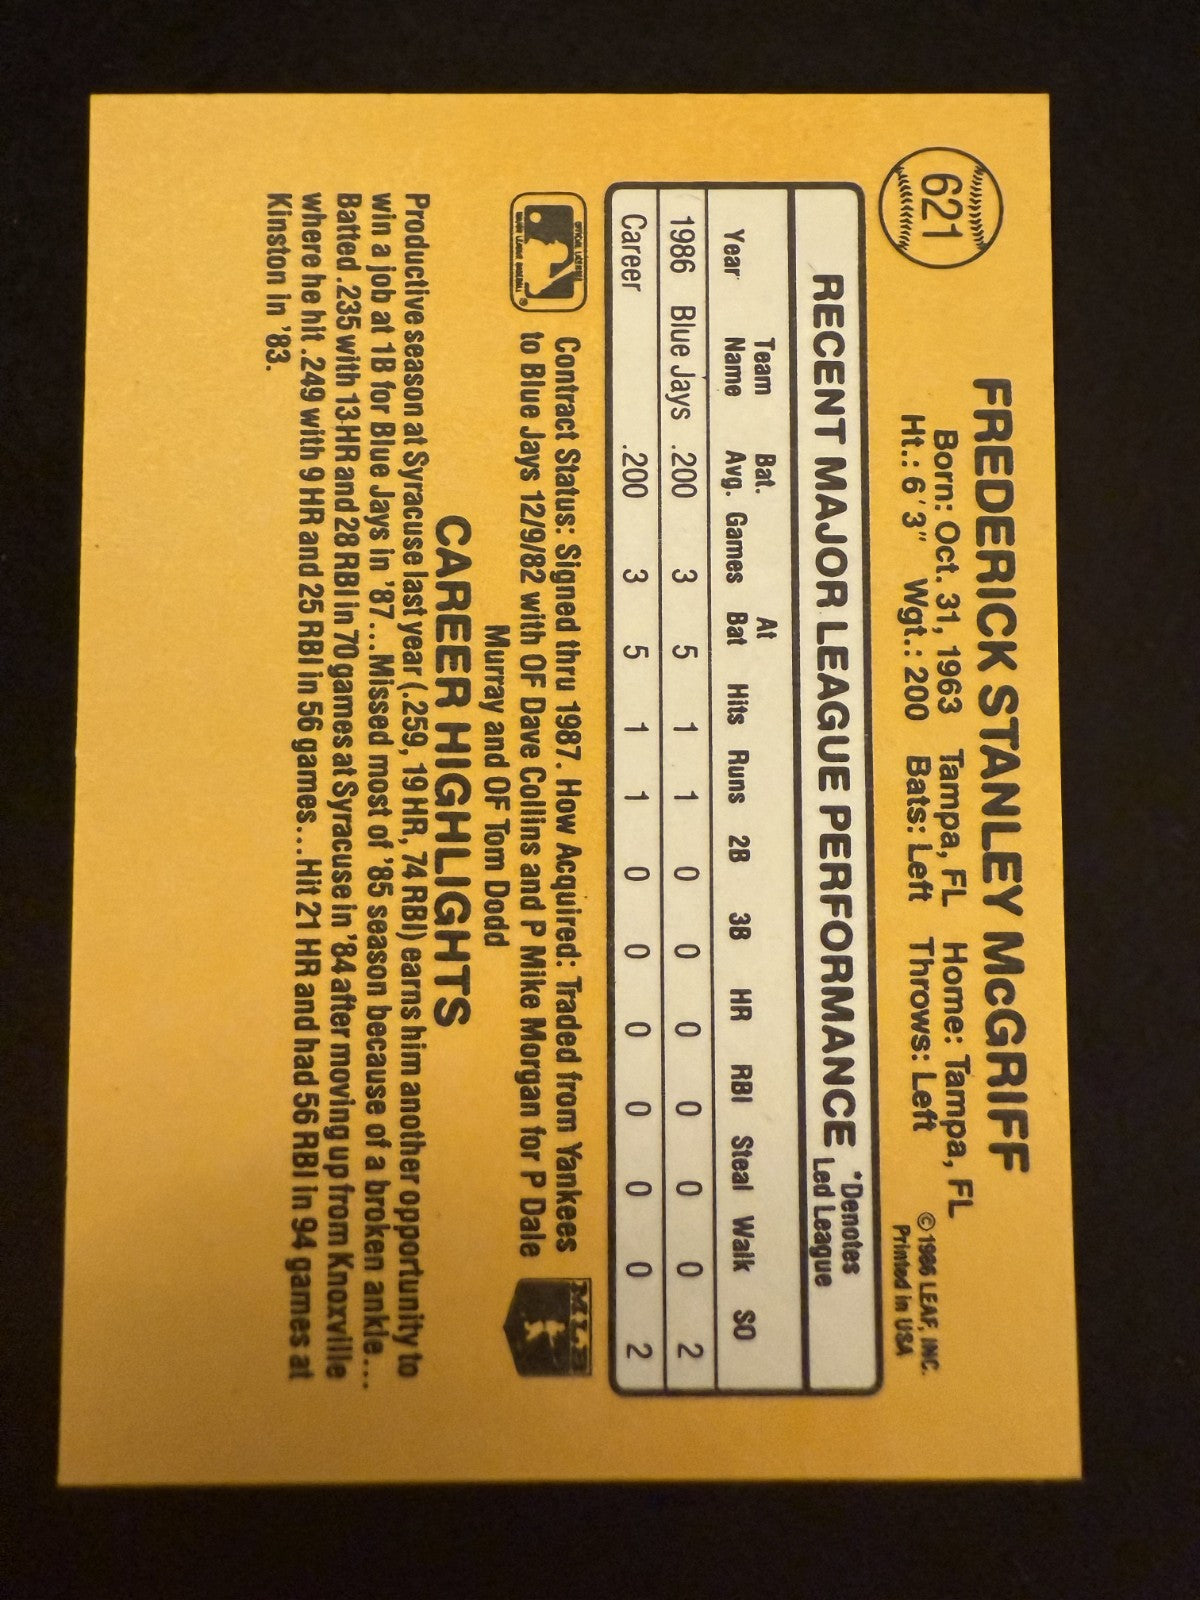 621
FREDERICK STANLEY McGRIFF
Born: Oct. 31, 1963 Tampa, FL Home: Tampa, FL
Ht.: 6'3" Wgt.: 200 Bats: Left Throws: Left
© 1986 LEAF, INC.
Printed in USA
RECENT MAJOR LEAGUE PERFORMANCE *Denotes Led League
Year Team Name Bat. Avg. Games At Bat Hits Runs 2B 3B HR RBI Steal Walk SO
1986 Blue Jays .200 3 5 1 1 0 0 0 0 0 0 2
Career .200 3 5 1 1 0 0 0 0 0 0 2
Contract Status: Signed thru 1987. How Acquired: Traded from Yankees
to Blue Jays 12/9/82 with OF Dave Collins and P Mike Morgan for P Dale
Murray and OF Tom Dodd
MLB
CAREER HIGHLIGHTS
Productive season at Syracuse last year (.259, 19 HR, 74 RBI) earns him another opportunity to
win a job at 1B for Blue Jays in '87...Missed most of '85 season because of a broken ankle...
Batted .235 with 13 HR and 28 RBI in 70 games at Syracuse in '84 after moving up from Knoxville
where he hit .249 with 9 HR and 25 RBI in 56 games...Hit 21 HR and had 56 RBI in 94 games at
Kinston in '83.